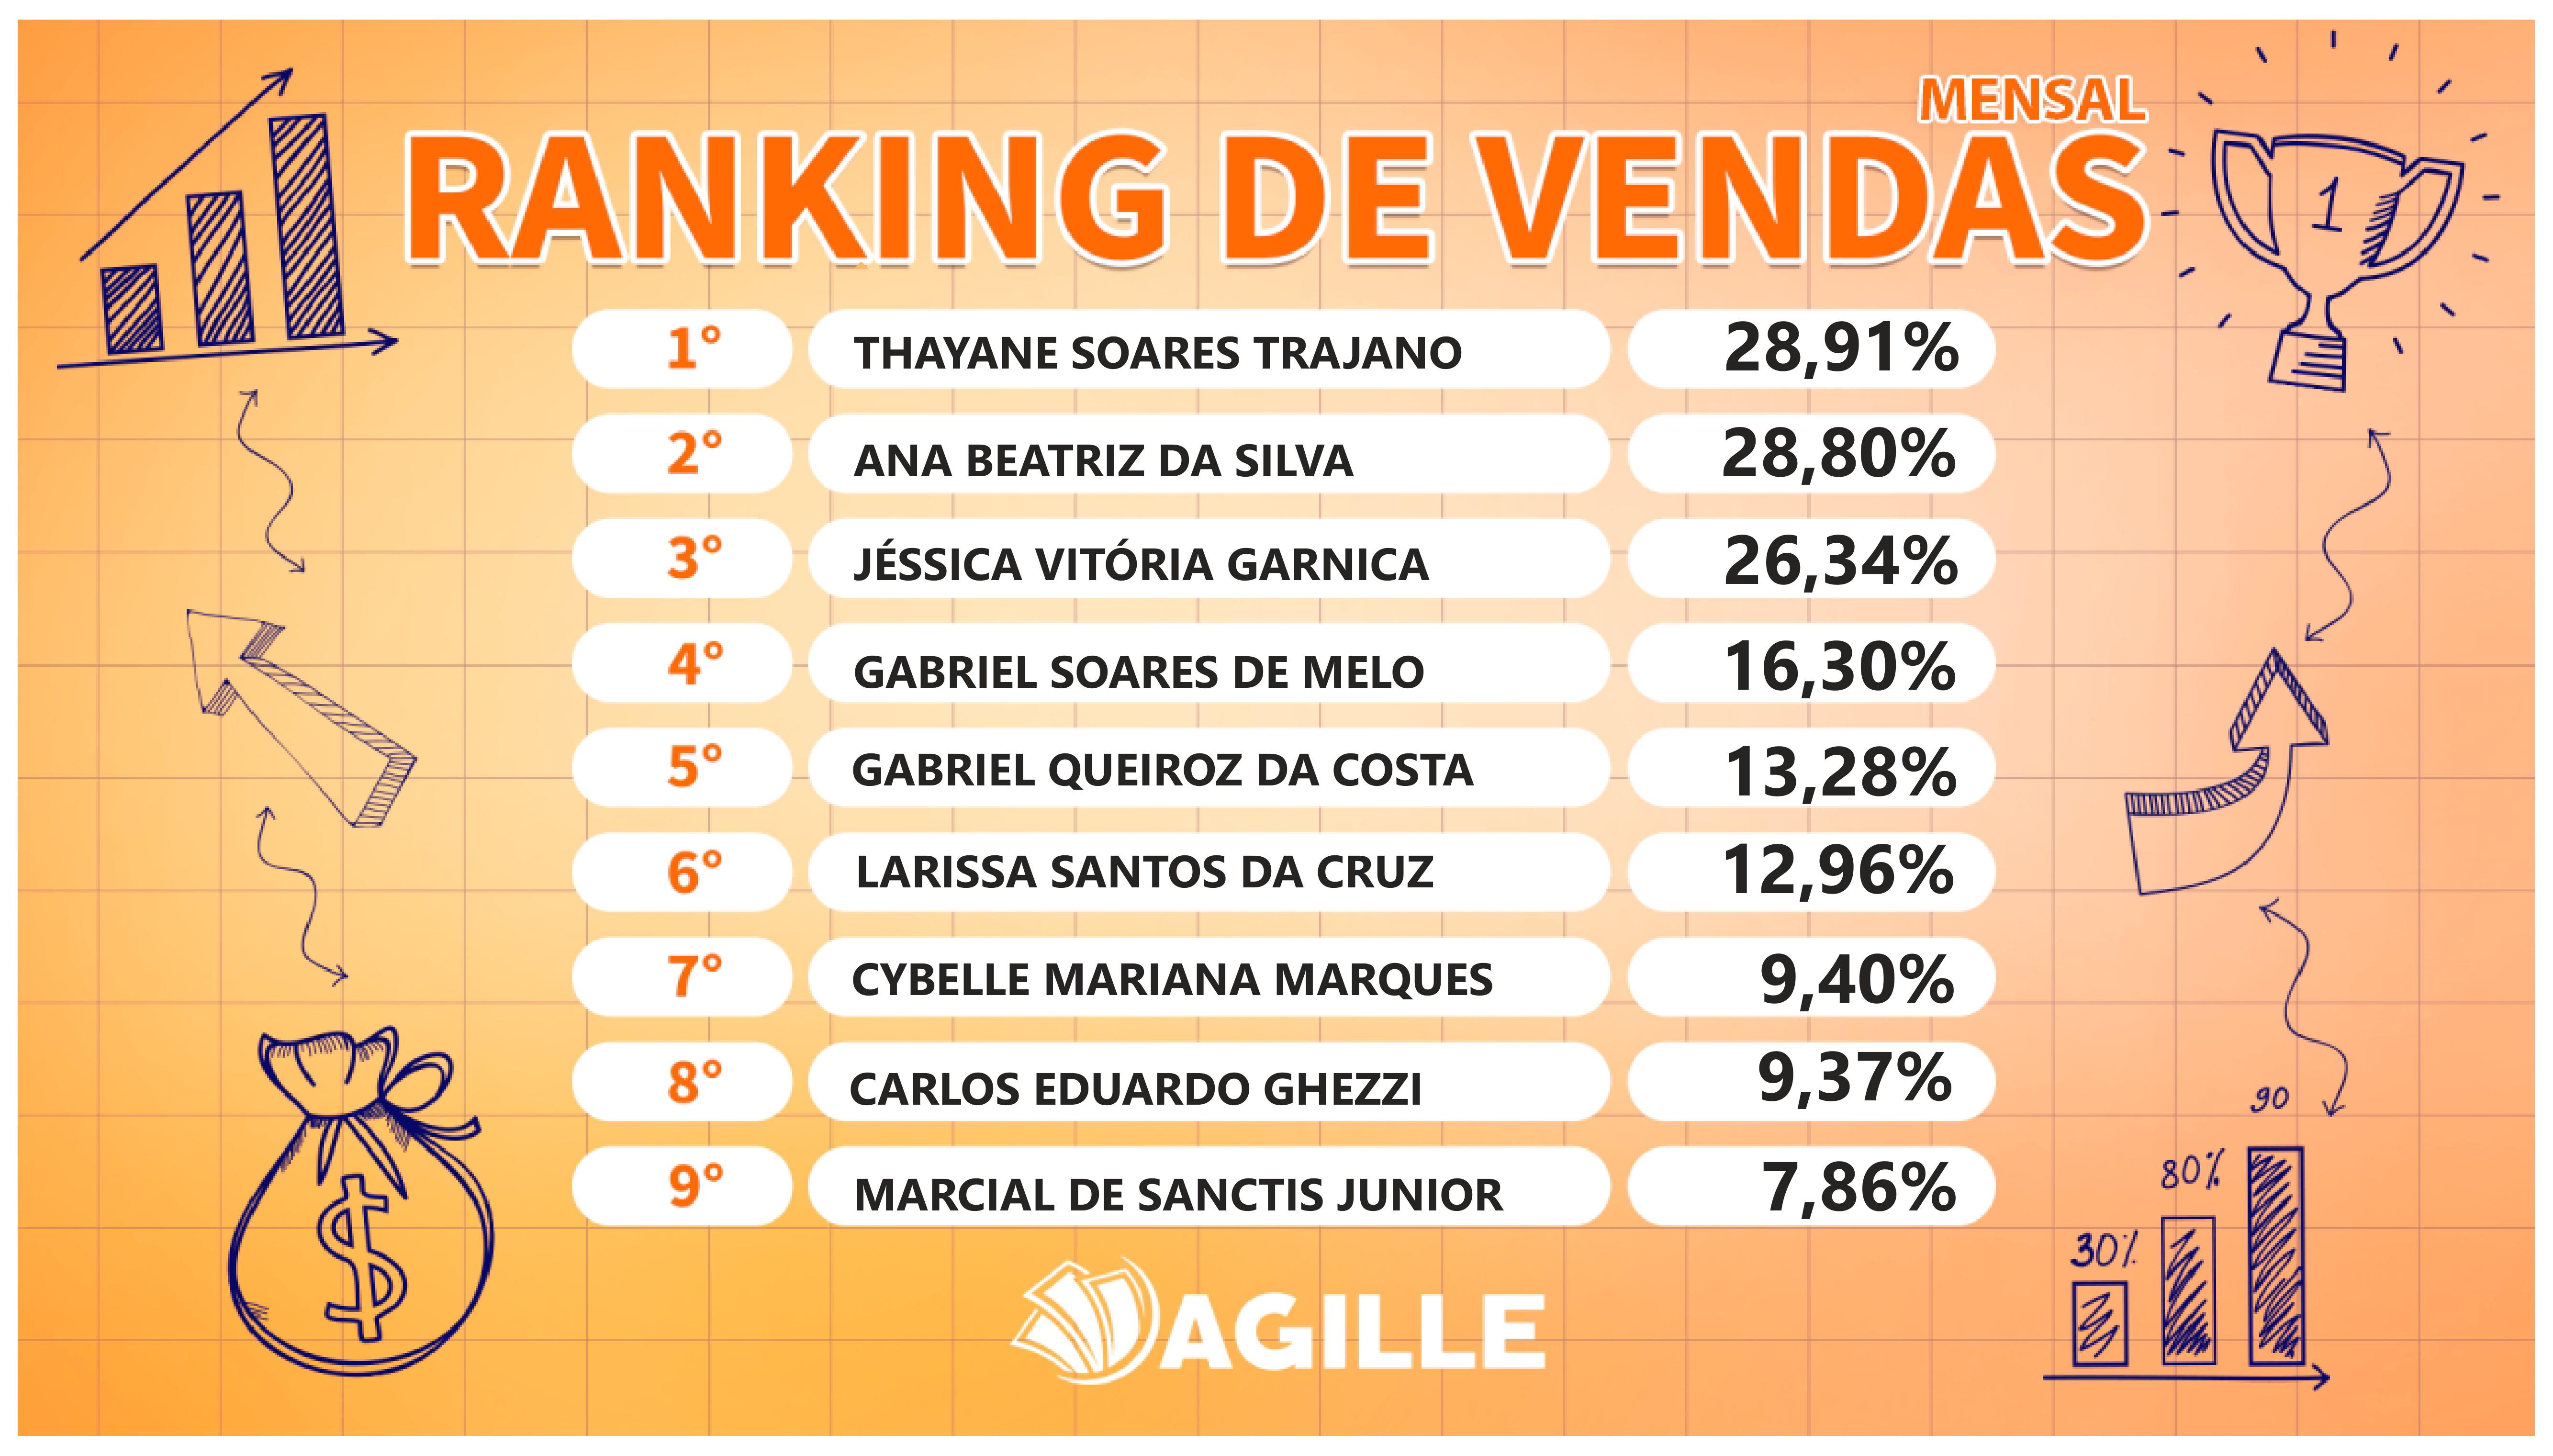 MENSAL
RANKING DE VENDAS
1
1° THAYANE SOARES TRAJANO 28,91%
2° ANA BEATRIZ DA SILVA 28,80%
3° JÉSSICA VITÓRIA GARNICA 26,34%
4° GABRIEL SOARES DE MELO 16,30%
5° GABRIEL QUEIROZ DA COSTA 13,28%
6° LARISSA SANTOS DA CRUZ 12,96%
7° CYBELLE MARIANA MARQUES 9,40%
8° CARLOS EDUARDO GHEZZI 9,37%
9° MARCIAL DE SANCTIS JUNIOR 7,86%
$
30% 80% 90
AGILLE